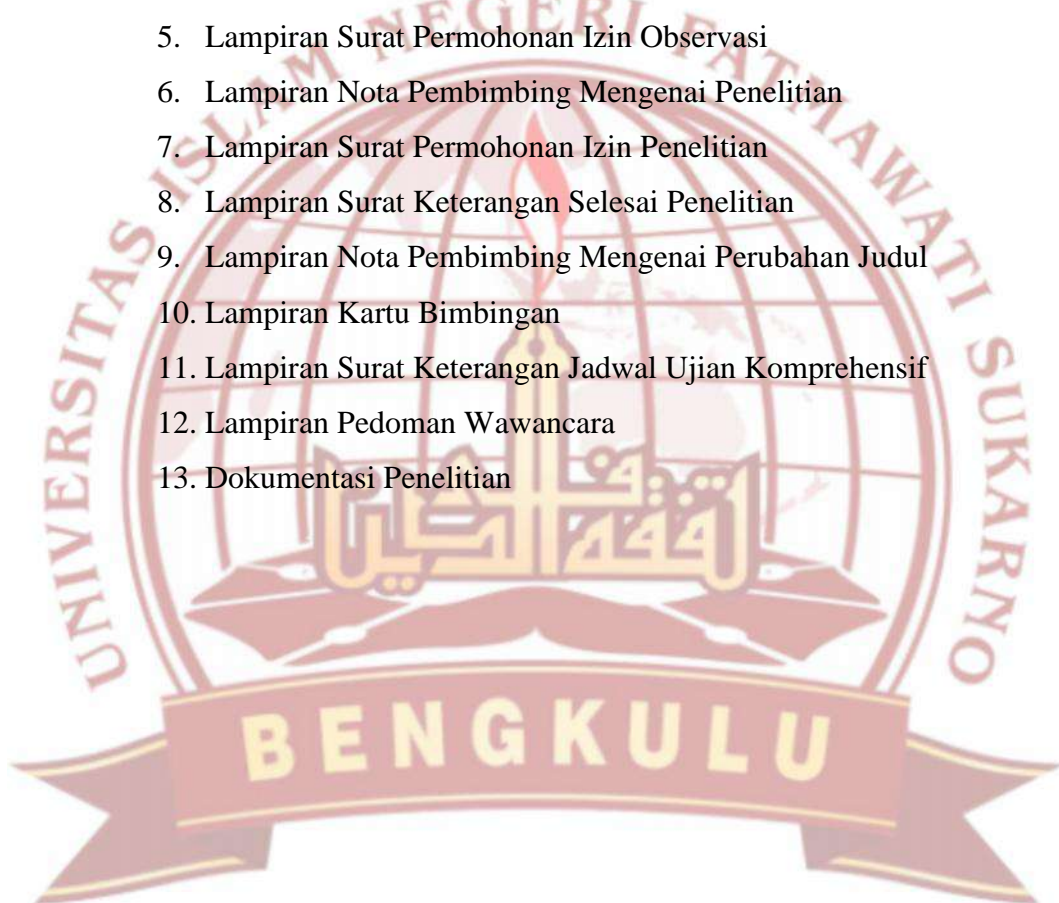 5. Lampiran Surat Permohonan Izin Observasi
6. Lampiran Nota Pembimbing Mengenai Penelitian
7. Lampiran Surat Permohonan Izin Penelitian
8. Lampiran Surat Keterangan Selesai Penelitian
9. Lampiran Nota Pembimbing Mengenai Perubahan Judul
10. Lampiran Kartu Bimbingan
11. Lampiran Surat Keterangan Jadwal Ujian Komprehensif
12. Lampiran Pedoman Wawancara
13. Dokumentasi Penelitian
UNIVERSITAS ISLAM NEGERI FATMAWATI SUKARNO
BENGKULU